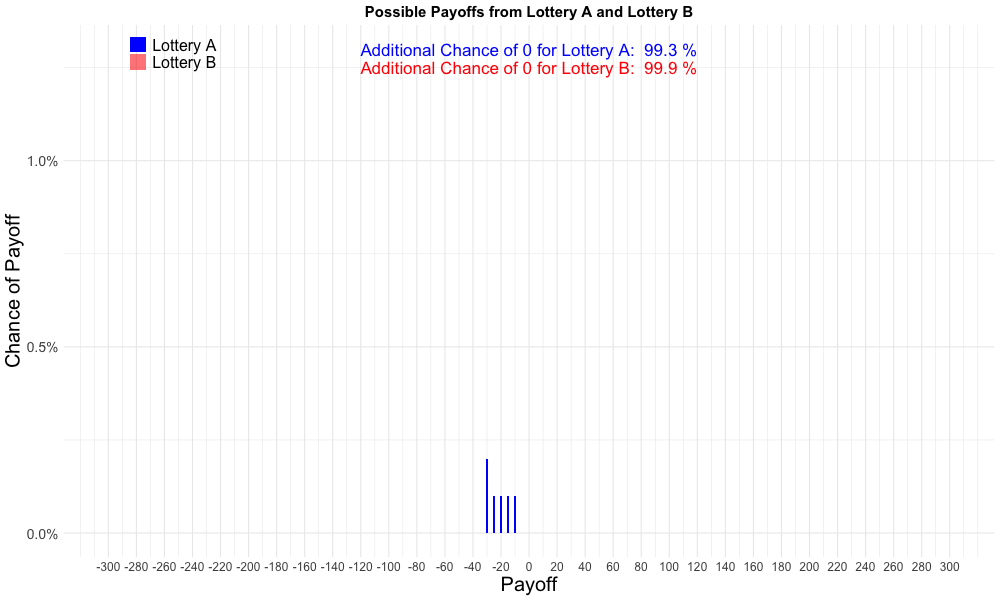 Possible Payoffs from Lottery A and Lottery B
Lottery A
Lottery B
Additional Chance of 0 for Lottery A:  99.3 %
Additional Chance of 0 for Lottery B:  99.9 %
Chance of Payoff
1.0%
0.5%
0.0%
-300 -280 -260 -240 -220 -200 -180 -160 -140 -120 -100 -80 -60 -40 -20 0 20 40 60 80 100 120 140 160 180 200 220 240 260 280 300
Payoff